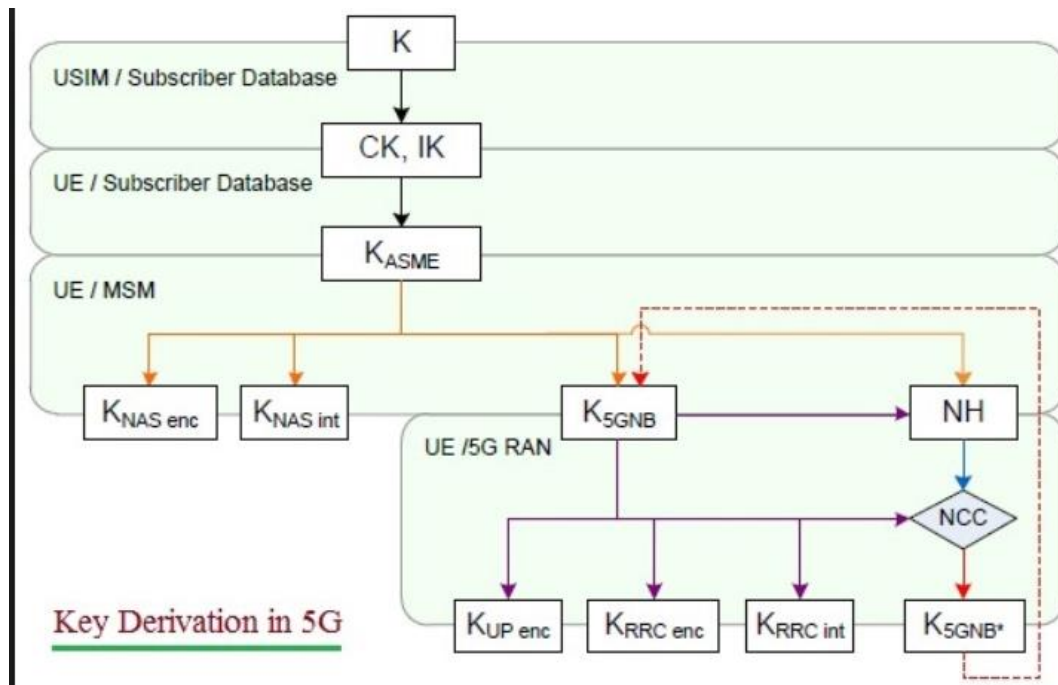 K
USIM / Subscriber Database
CK, IK
UE / Subscriber Database
KASME
UE / MSM
KNAS enc
KNAS int
K5GNB
NH
UE /5G RAN
NCC
KUP enc
KRRC enc
KRRC int
K5GNB*
Key Derivation in 5G